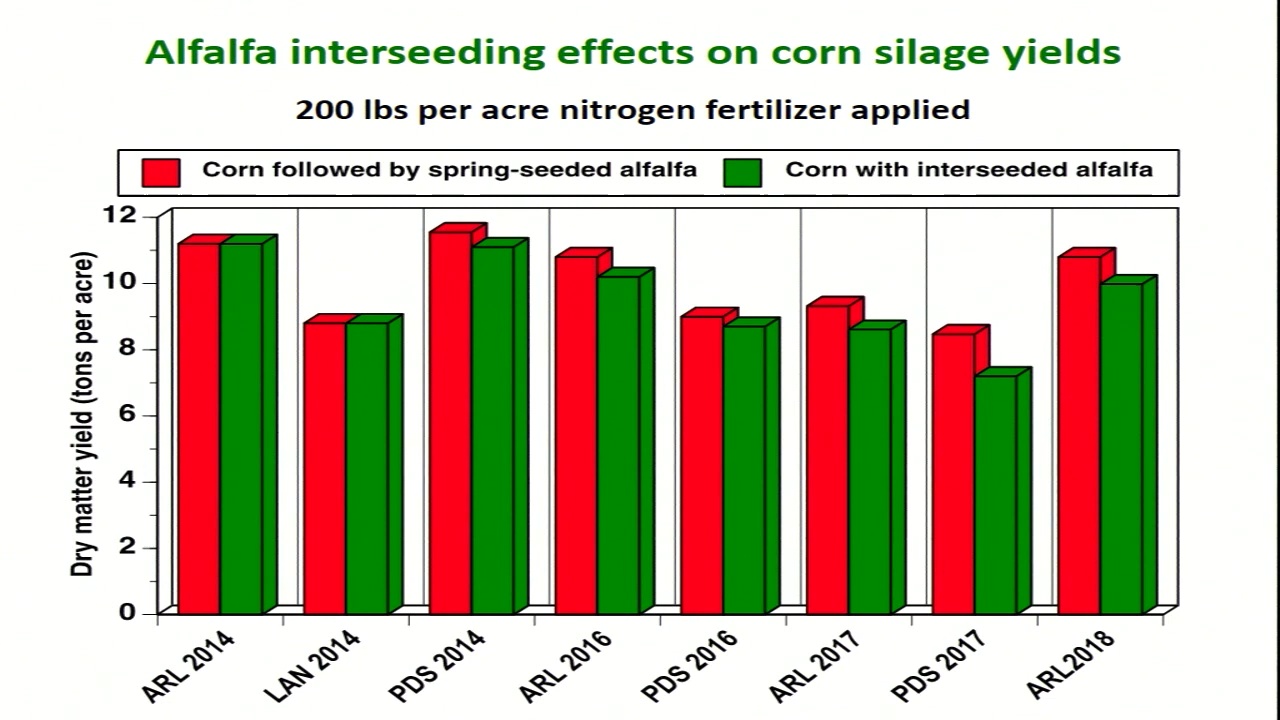 Alfalfa interseeding effects on corn silage yields
200 lbs per acre nitrogen fertilizer applied
Corn followed by spring-seeded alfalfa
Corn with interseeded alfalfa
Dry matter yield (tons per acre)
12
10
8
6
4
2
0
ARL 2014
LAN 2014
PDS 2014
ARL 2016
PDS 2016
ARL 2017
PDS 2017
ARL2018